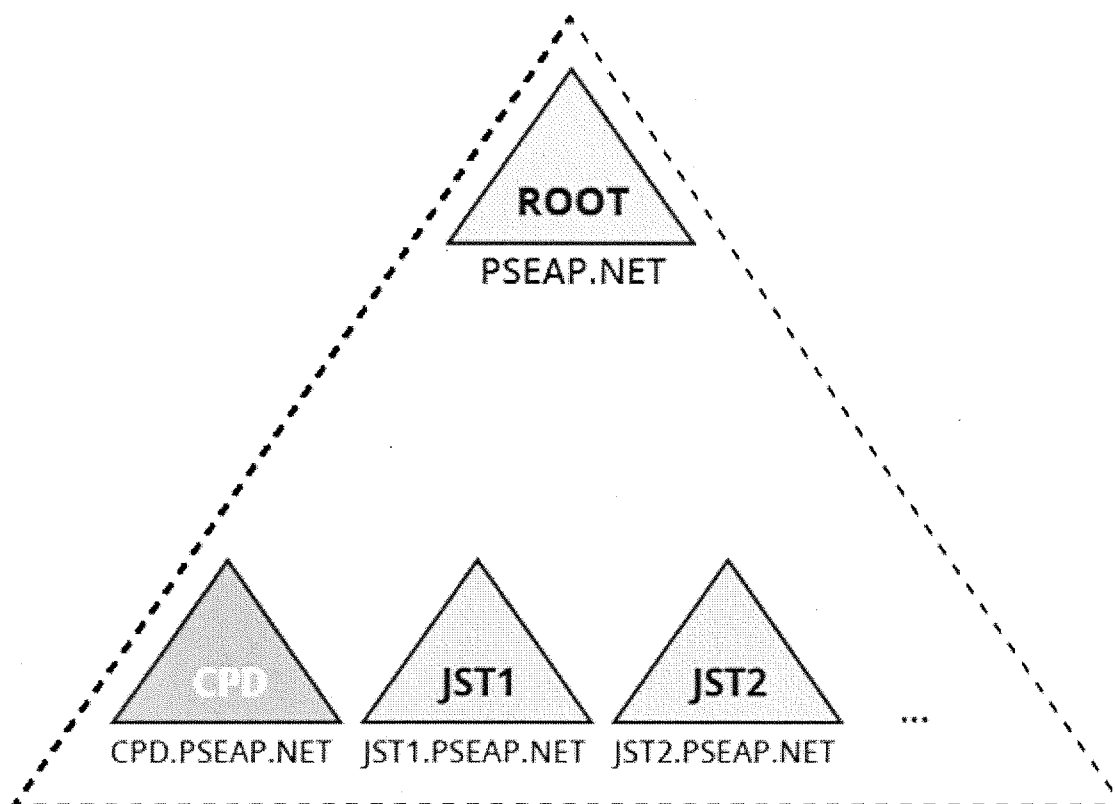 ROOT
PSEAP.NET
CPD JST1 JST2 ...
CPD.PSEAP.NET JST1.PSEAP.NET JST2.PSEAP.NET